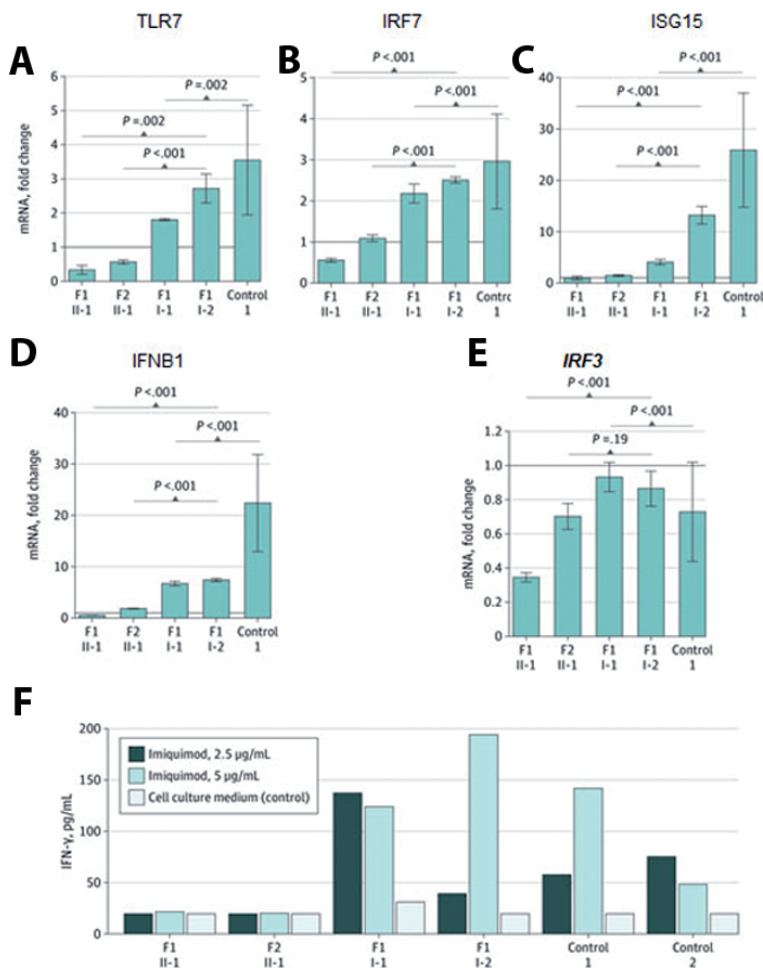 TLR7
IRF7
ISG15
A
P =.002
P =.002
P <.001
mRNA, fold change
6
5
4
3
2
1
0
F1 F2 F1 F1 Control
II-1 II-1 I-1 I-2 1
B
P <.001
P <.001
P <.001
5
4
3
2
1
0
F1 F2 F1 F1 Control
II-1 II-1 I-1 I-2 1
C
P <.001
P <.001
P <.001
40
30
20
10
0
F1 F2 F1 F1 Control
II-1 II-1 I-1 I-2 1
D
IFNB1
P <.001
P <.001
P <.001
mRNA, fold change
40
30
20
10
0
F1 F2 F1 F1 Control
II-1 II-1 I-1 I-2 1
E
IRF3
P <.001
P <.001
P =.19
mRNA, fold change
1.2
1.0
0.8
0.6
0.4
0.2
0
F1 F2 F1 F1 Control
II-1 II-1 I-1 I-2 1
F
IFN-γ, pg/mL
200
150
100
50
0
Imiquimod, 2.5 µg/mL
Imiquimod, 5 µg/mL
Cell culture medium (control)
F1 F2 F1 F1 Control Control
II-1 II-1 I-1 I-2 1 2